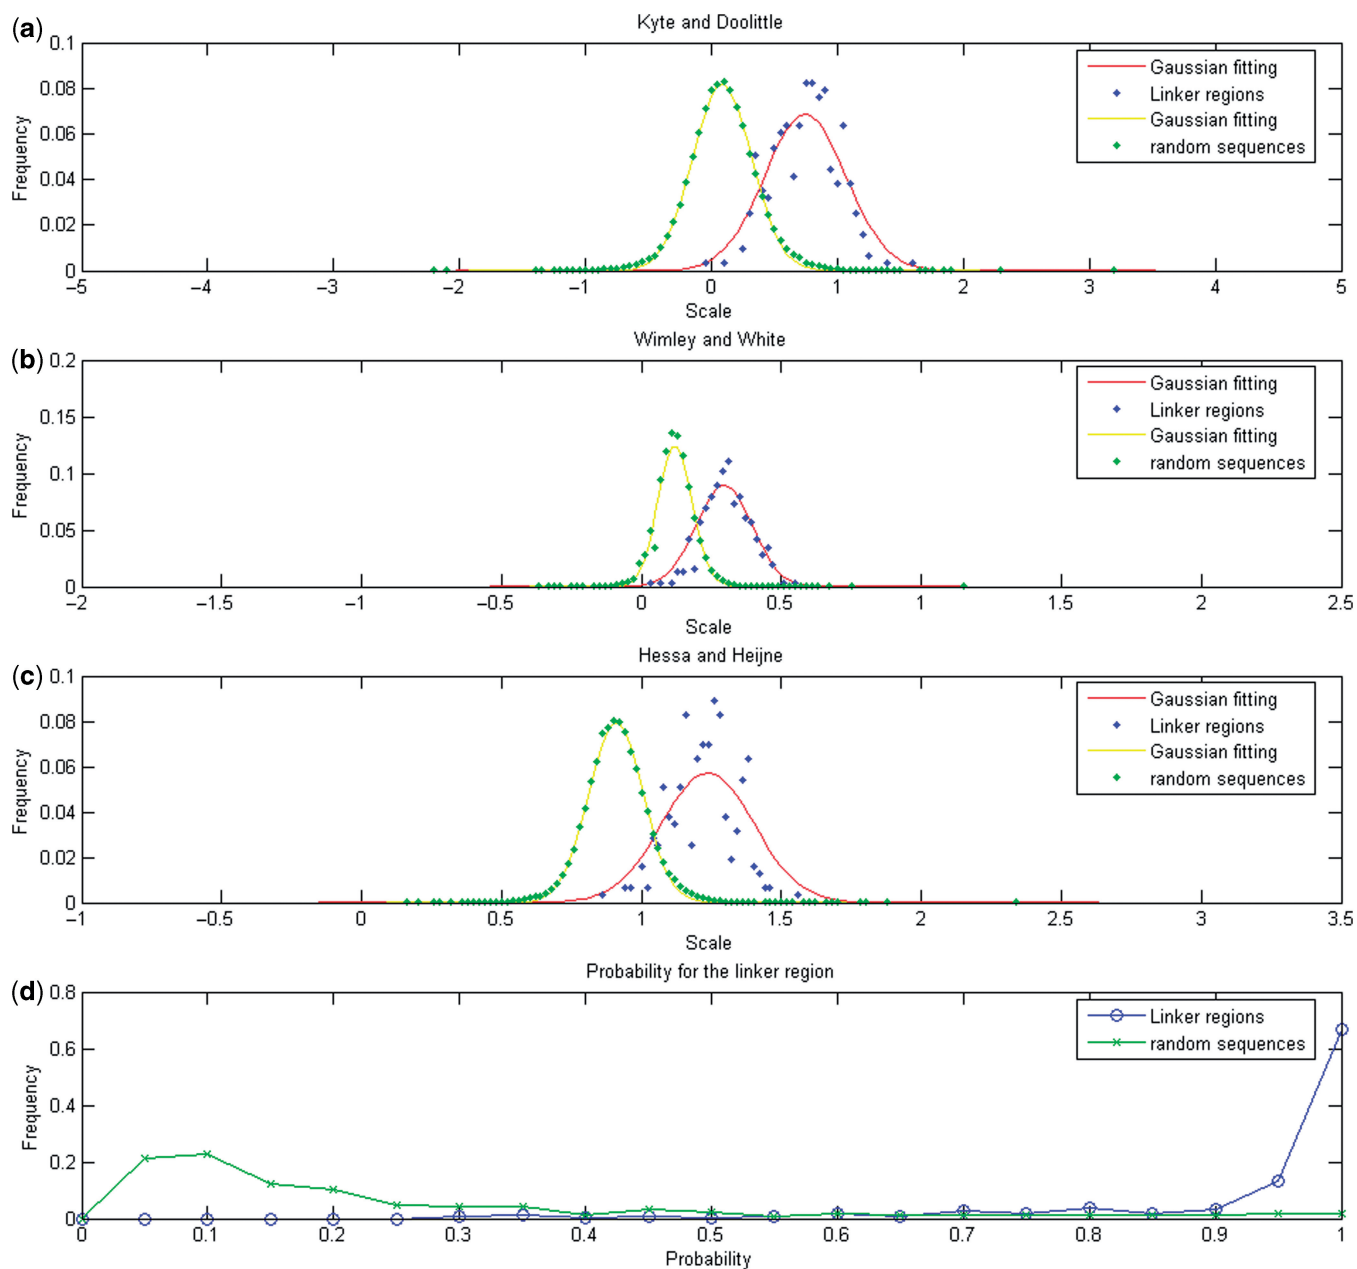 (a)
Kyte and Doolittle
0.1
0.08
0.06
0.04
0.02
0
Frequency
−5 −4 −3 −2 −1 0 1 2 3 4 5
Scale
Gaussian fitting
Linker regions
Gaussian fitting
random sequences
(b)
Wimley and White
0.2
0.15
0.1
0.05
0
Frequency
−2 −1.5 −1 −0.5 0 0.5 1 1.5 2 2.5
Scale
Gaussian fitting
Linker regions
Gaussian fitting
random sequences
(c)
Hessa and Heijne
0.1
0.08
0.06
0.04
0.02
0
Frequency
−1 −0.5 0 0.5 1 1.5 2 2.5 3 3.5
Scale
Gaussian fitting
Linker regions
Gaussian fitting
random sequences
(d)
Probability for the linker region
0.8
0.6
0.4
0.2
0
Frequency
0 0.1 0.2 0.3 0.4 0.5 0.6 0.7 0.8 0.9 1
Probability
Linker regions
random sequences